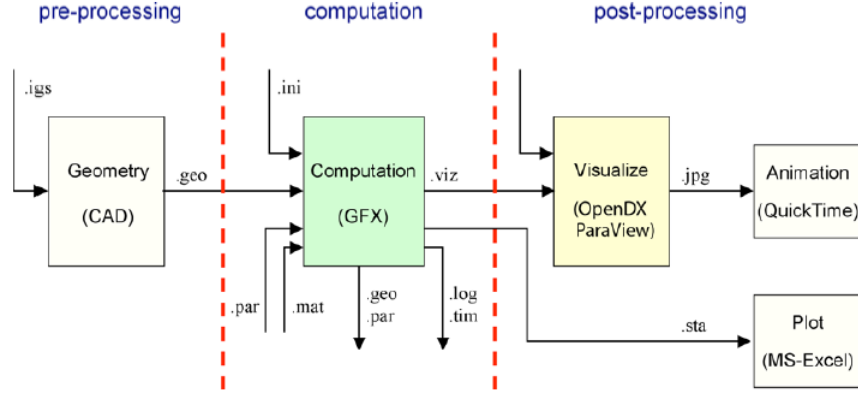 pre-processing
computation
post-processing
.igs
.ini
Geometry
(CAD)
.geo
Computation
(GFX)
.viz
Visualize
(OpenDX
ParaView)
.jpg
Animation
(QuickTime)
.par
.mat
.geo
.par
.log
.tim
.sta
Plot
(MS-Excel)